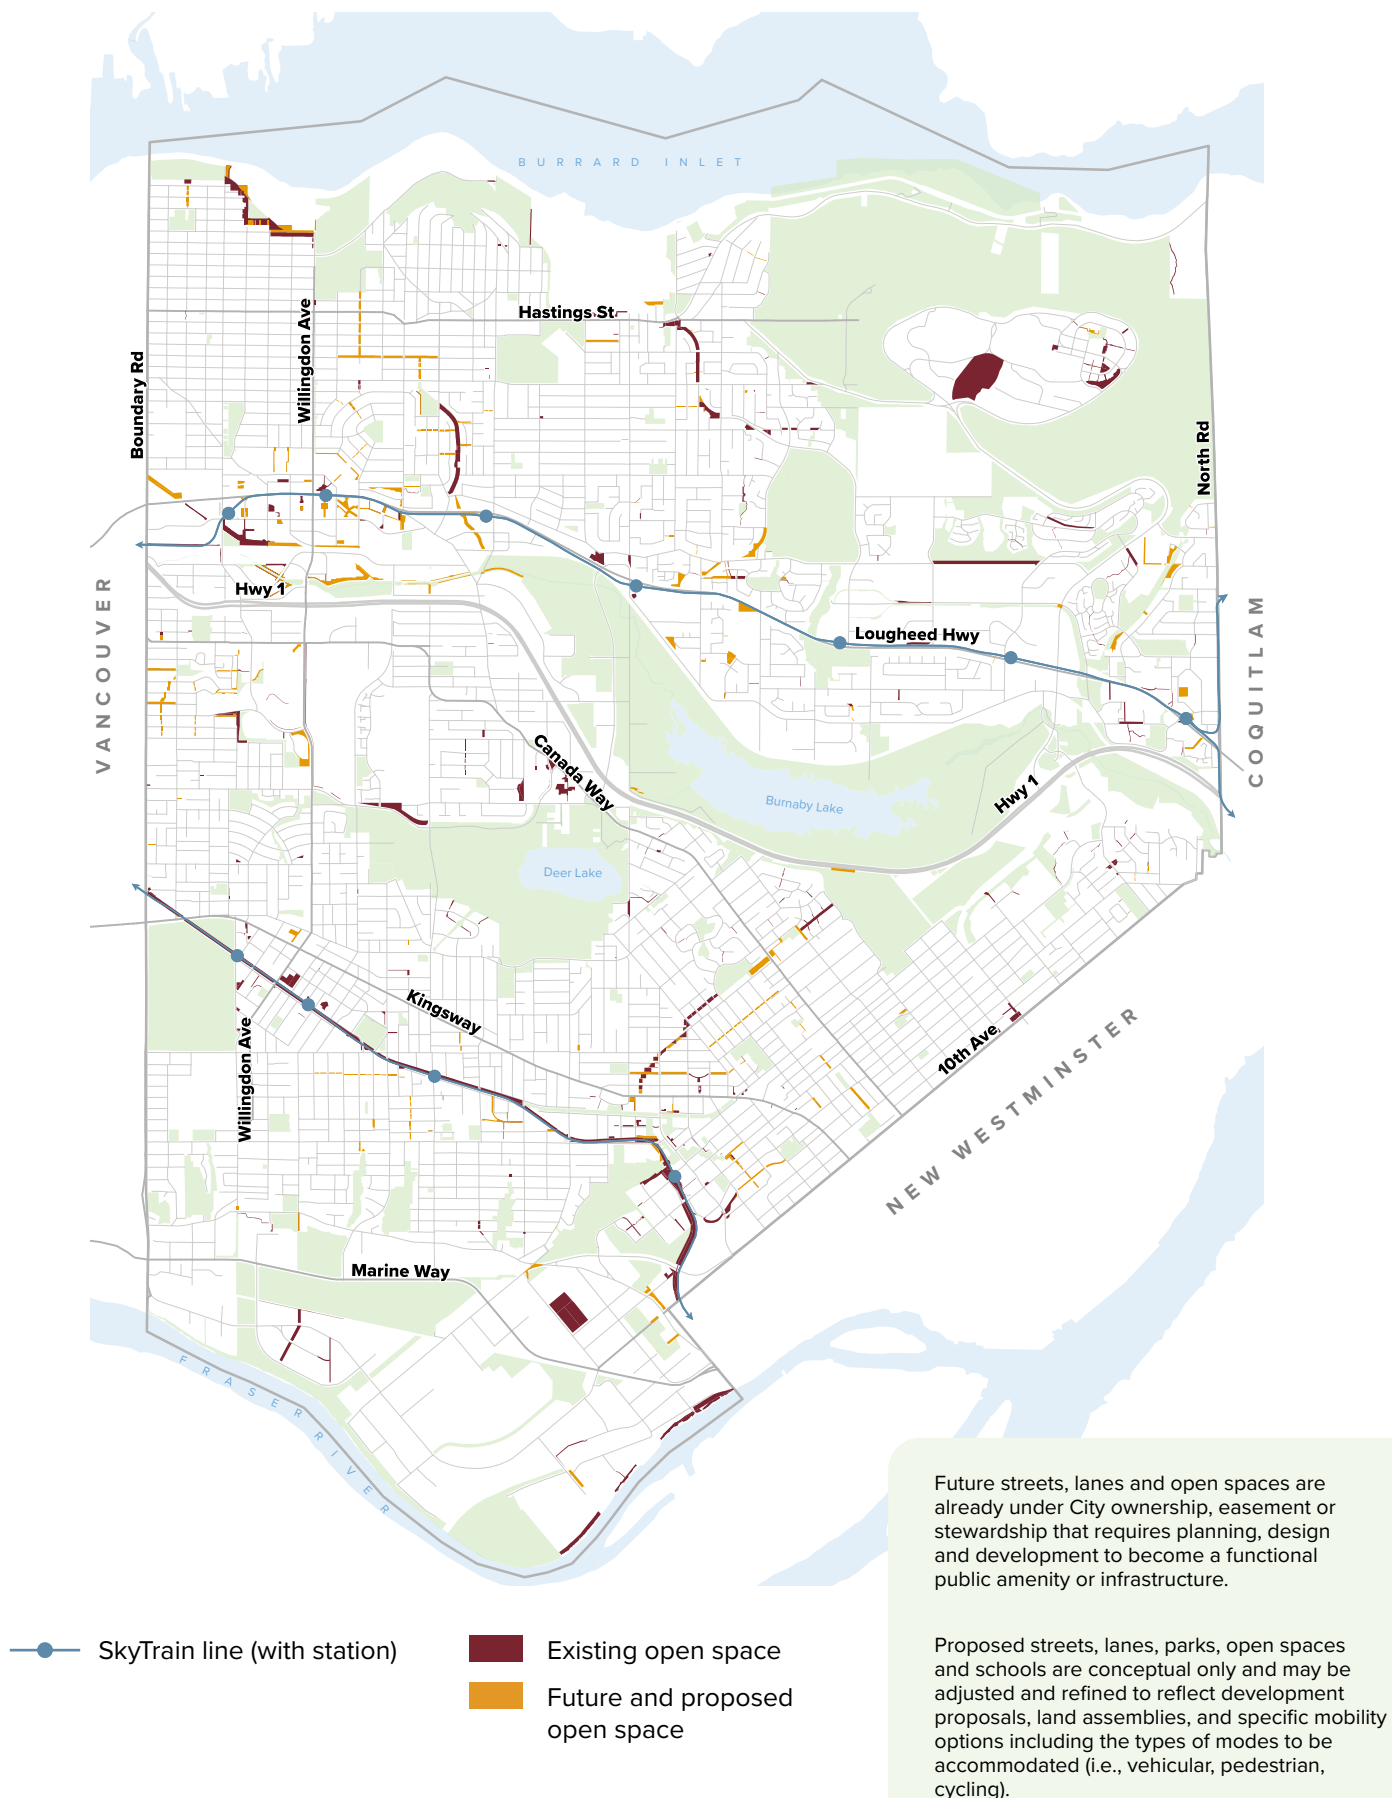 BURRARD INLET
Hastings St
Willingdon Ave
Boundary Rd
North Rd
Hwy 1
Lougheed Hwy
VANCOUVER
COQUITLAM
Canada Way
Hwy 1
Burnaby Lake
Deer Lake
Kingsway
Willingdon Ave
10th Ave
NEW WESTMINSTER
Marine Way
FRASER RIVER
Future streets, lanes and open spaces are
already under City ownership, easement or
stewardship that requires planning, design
and development to become a functional
public amenity or infrastructure.
Proposed streets, lanes, parks, open spaces
and schools are conceptual only and may be
adjusted and refined to reflect development
proposals, land assemblies, and specific mobility
options including the types of modes to be
accommodated (i.e., vehicular, pedestrian,
cycling).
SkyTrain line (with station)
Existing open space
Future and proposed
open space